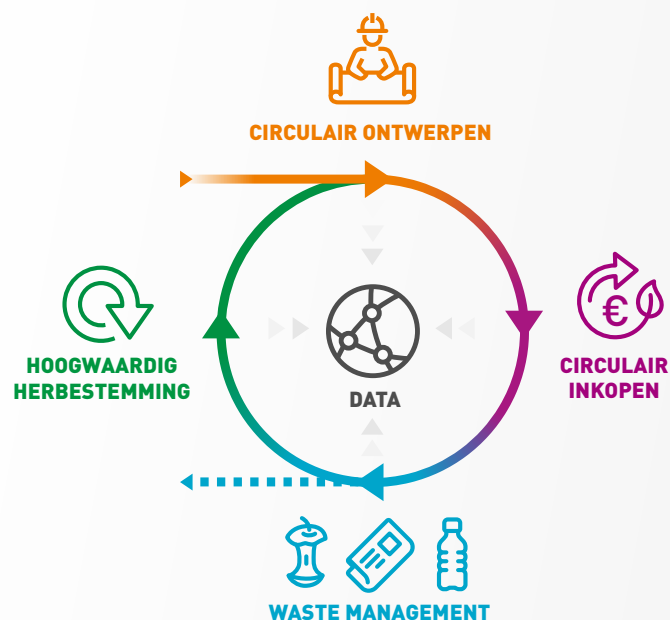 CIRCULAIR ONTWERPEN
HOOGWAARDIG
HERBESTEMMING
€
CIRCULAIR
INKOPEN
DATA
WASTE MANAGEMENT